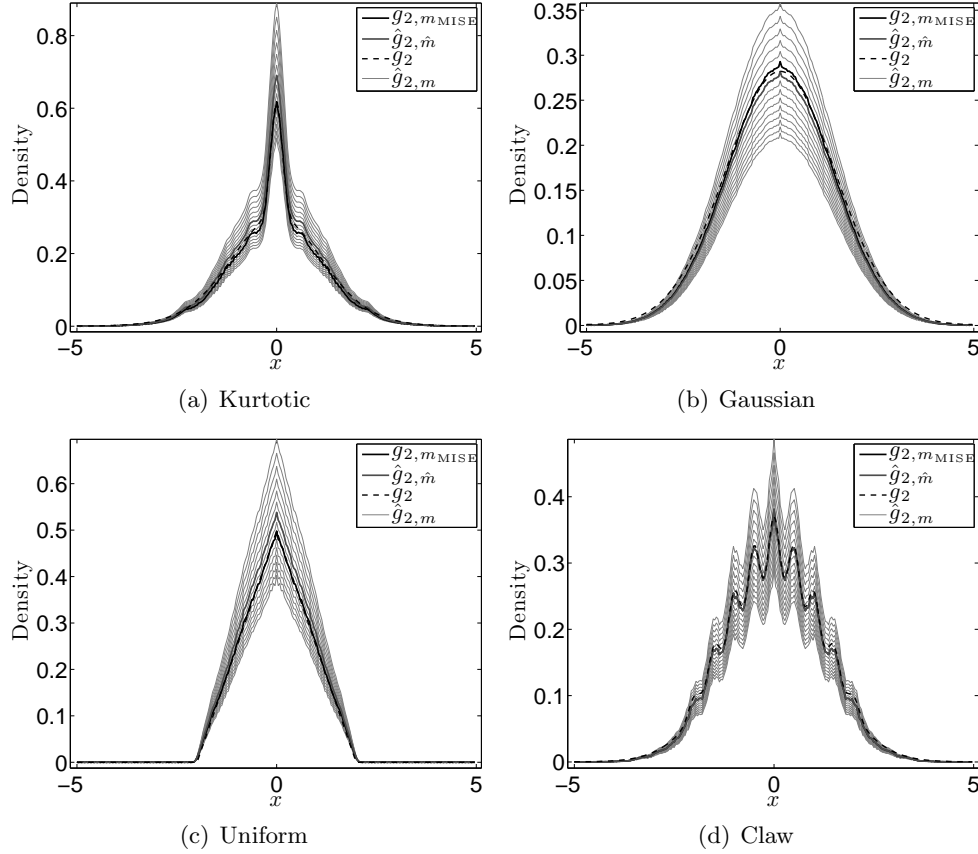 g₂,ₘ_MISE
ĝ₂,m̂
g₂
ĝ₂,ₘ
Density
0.8
0.6
0.4
0.2
0
−5
0
5
x
(a) Kurtotic
g₂,ₘ_MISE
ĝ₂,m̂
g₂
ĝ₂,ₘ
Density
0.35
0.3
0.25
0.2
0.15
0.1
0.05
0
−5
0
5
x
(b) Gaussian
g₂,ₘ_MISE
ĝ₂,m̂
g₂
ĝ₂,ₘ
Density
0.6
0.5
0.4
0.3
0.2
0.1
0
−5
0
5
x
(c) Uniform
g₂,ₘ_MISE
ĝ₂,m̂
g₂
ĝ₂,ₘ
Density
0.4
0.3
0.2
0.1
0
−5
0
5
x
(d) Claw